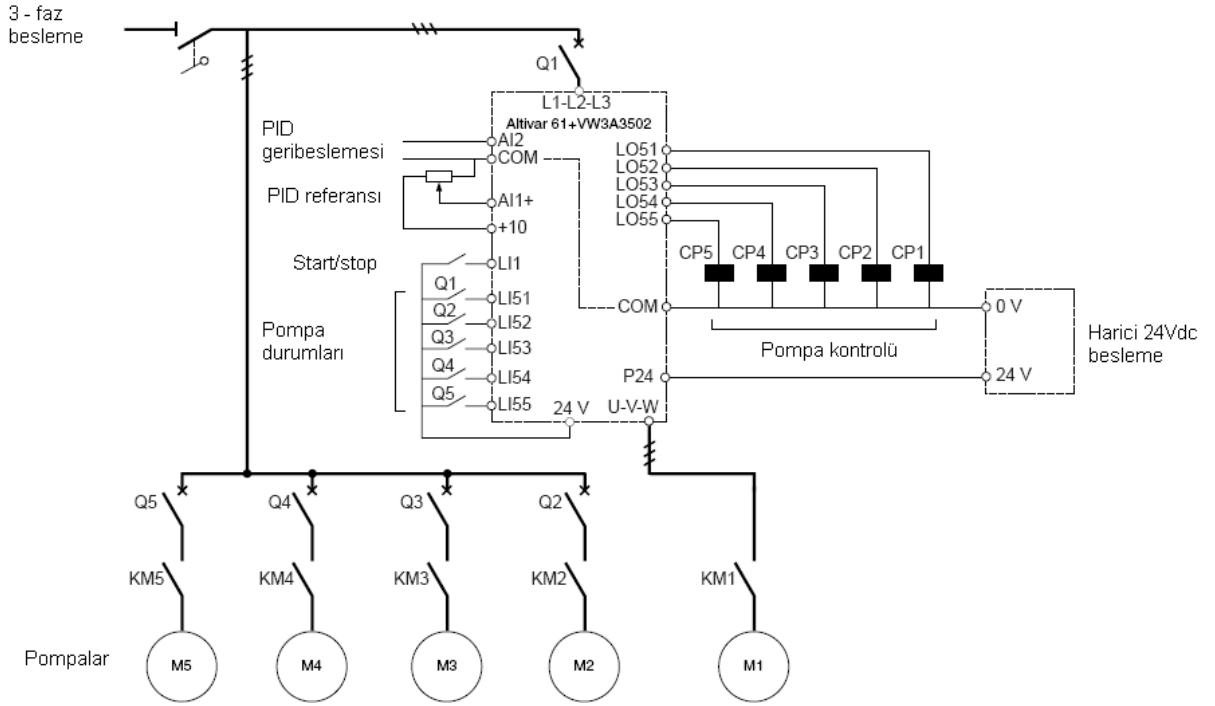 3 - faz
besleme
Q1
L1-L2-L3
Altivar 61+VW3A3502
PID
geribeslemesi
AI2
COM
PID referansı
AI1+
+10
LO51
LO52
LO53
LO54
LO55
CP5
CP4
CP3
CP2
CP1
Start/stop
LI1
Pompa
durumları
Q1
LI51
Q2
LI52
Q3
LI53
Q4
LI54
Q5
LI55
COM
0 V
Pompa kontrolü
Harici 24Vdc
besleme
P24
24 V
24 V
U-V-W
Q5
Q4
Q3
Q2
KM5
KM4
KM3
KM2
KM1
Pompalar
M5
M4
M3
M2
M1